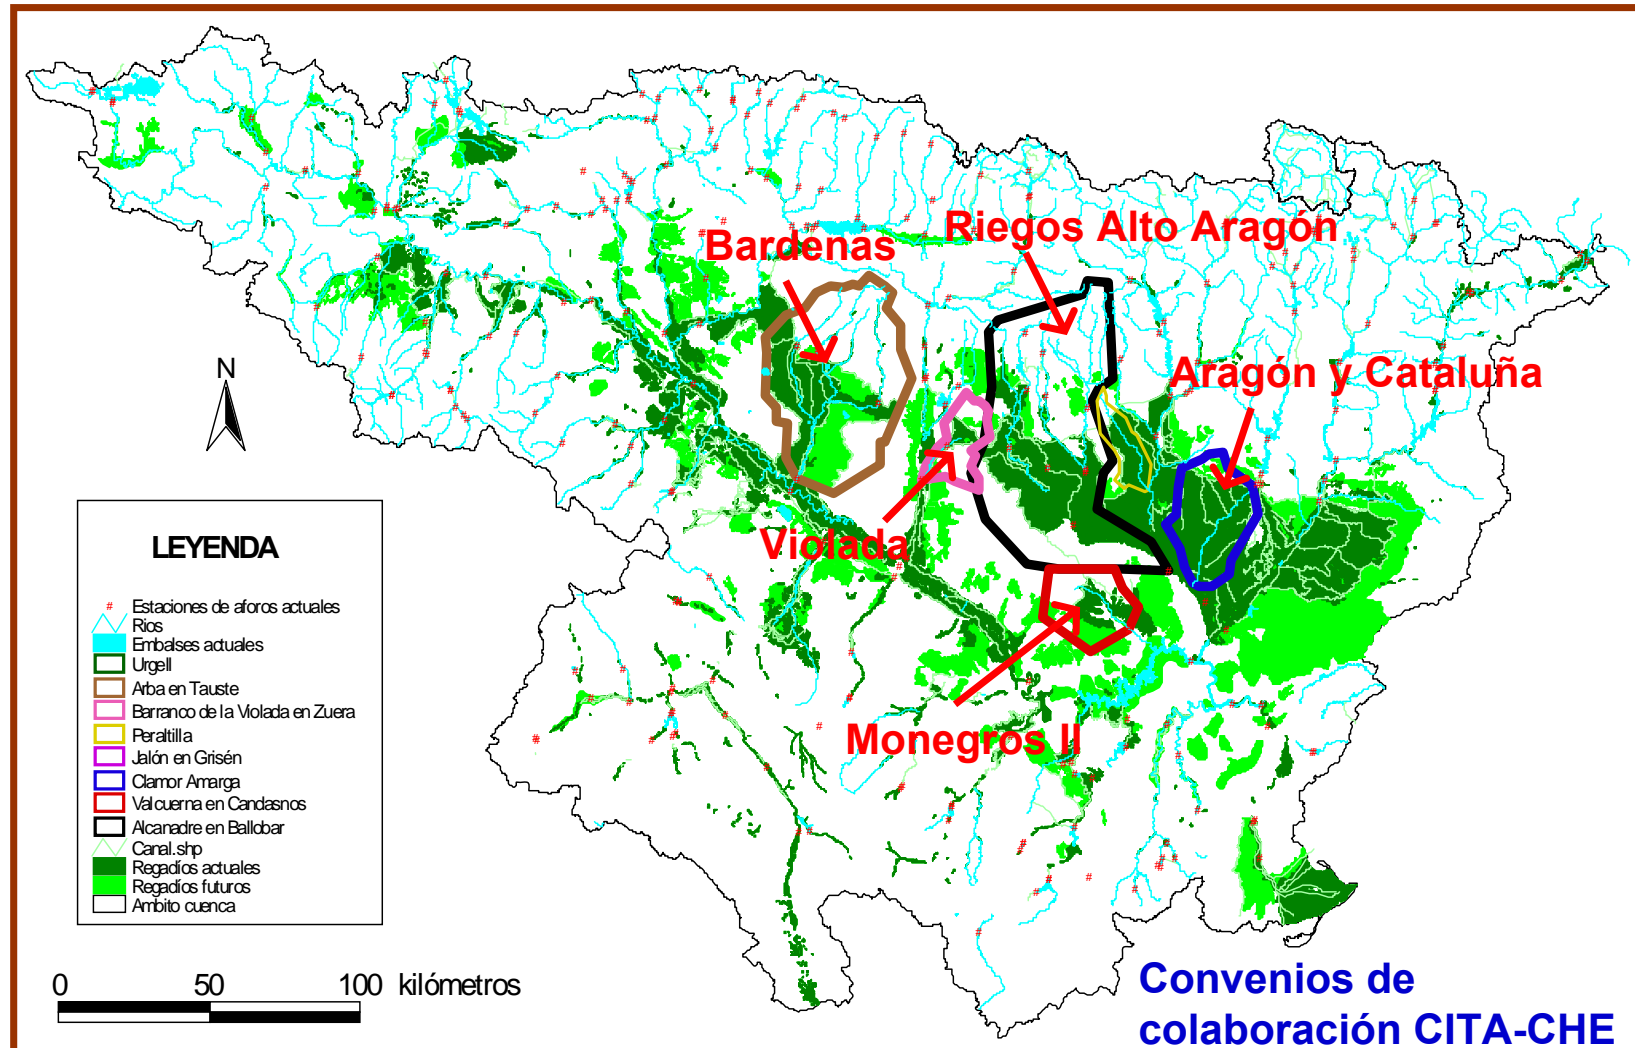 Riegos Alto Aragón
Bardenas
Aragón y Cataluña
N
Violada
Monegros II
LEYENDA
# Estaciones de aforos actuales
Rios
Embalses actuales
Urgell
Arba en Tauste
Barranco de la Violada en Zuera
Peraltilla
Jalón en Grisén
Clamor Amarga
Valcuerna en Candasnos
Alcanadre en Ballobar
Canal.shp
Regadíos actuales
Regadíos futuros
Ambito cuenca
0 50 100 kilómetros
Convenios de
colaboración CITA-CHE